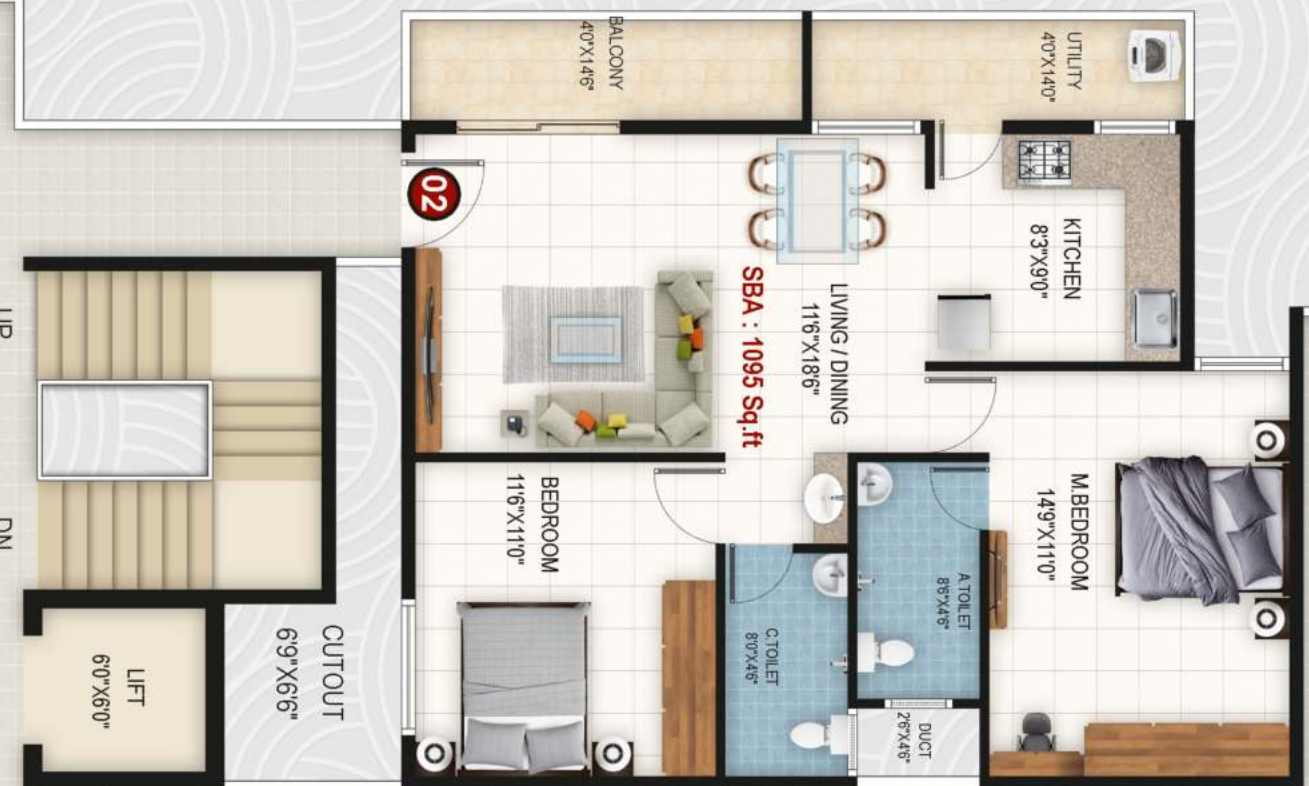 BALCONY
4'0"X14'6"
UTILITY
4'0"X14'0"
02
KITCHEN
8'3"X9'0"
LIVING / DINING
11'6"X18'6"
SBA : 1095 Sq.ft
BEDROOM
11'6"X11'0"
M.BEDROOM
14'9"X11'0"
A.TOILET
8'6"X4'6"
C.TOILET
8'0"X4'6"
DUCT
2'6"X4'6"
CUTOUT
6'9"X6'6"
LIFT
6'0"X6'0"
UP
DN